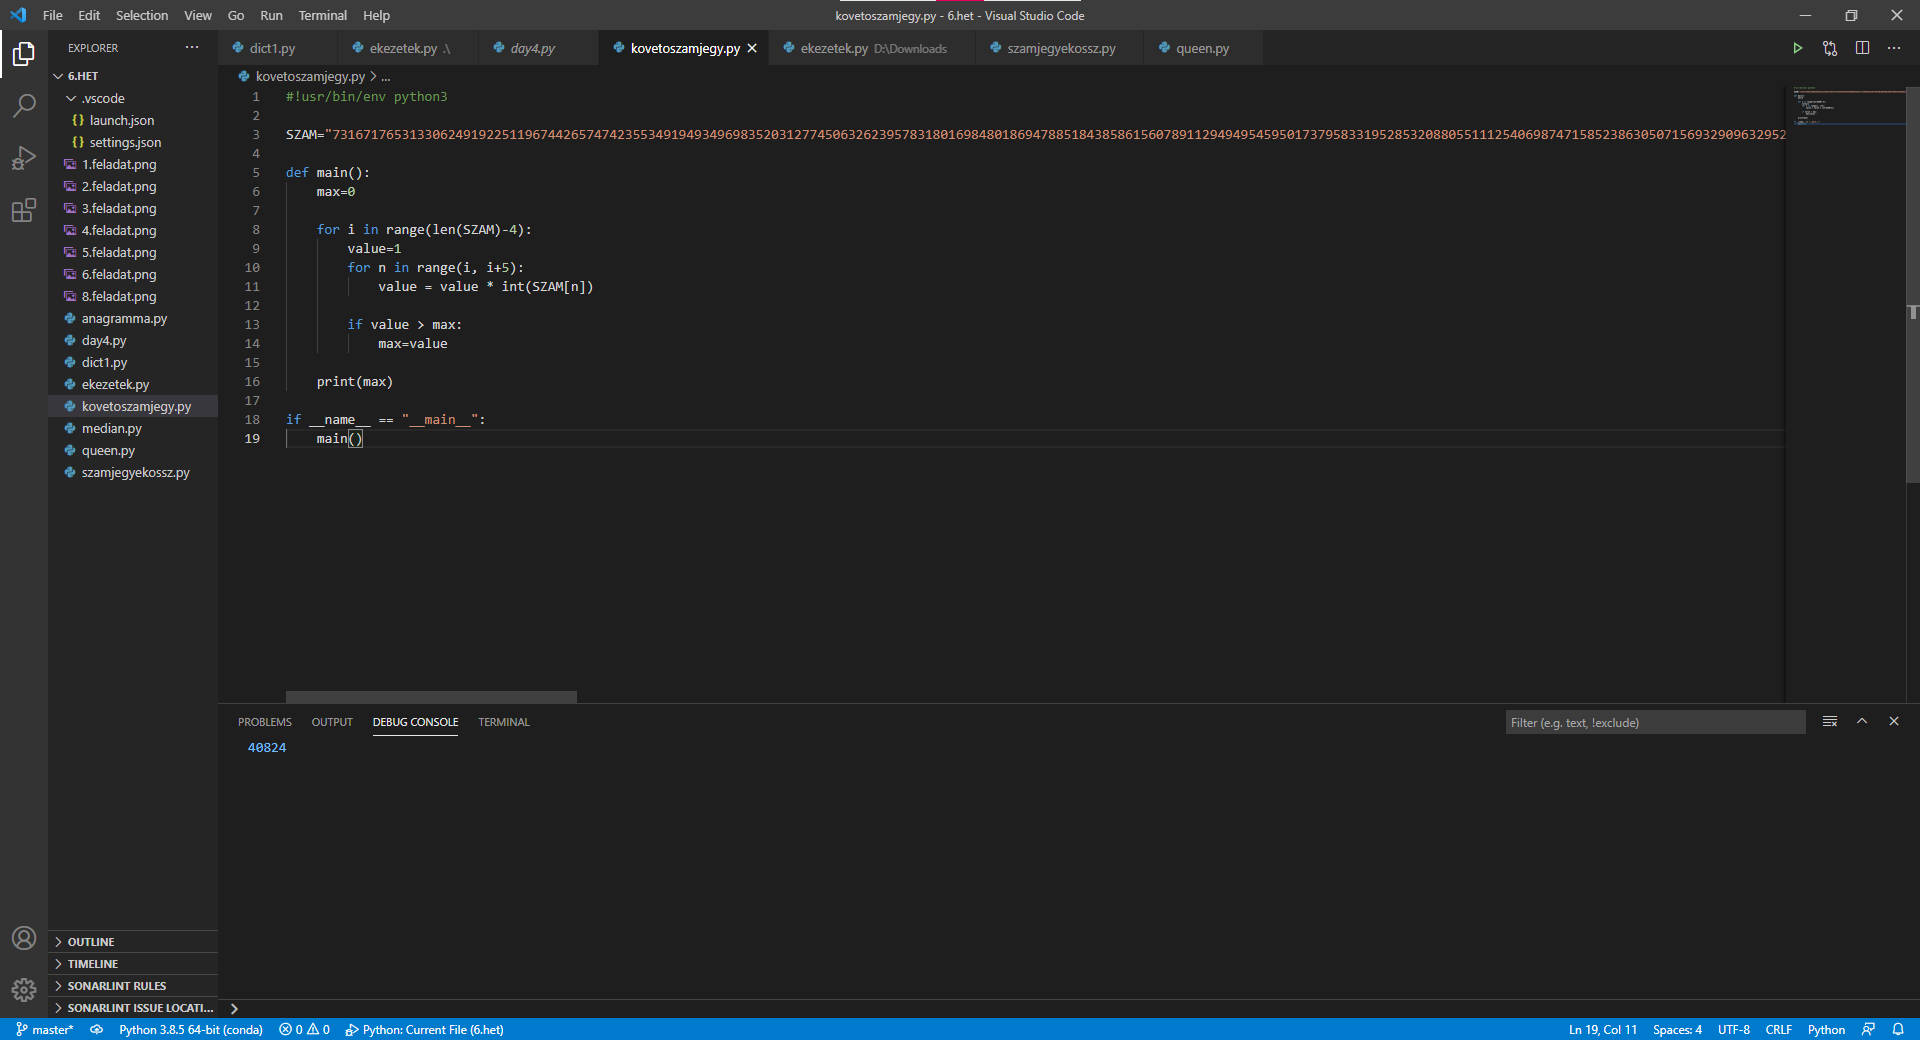 File Edit Selection View Go Run Terminal Help
kovetoszamjegy.py - 6.het - Visual Studio Code
EXPLORER
6.HET
.vscode
launch.json
settings.json
1.feladat.png
2.feladat.png
3.feladat.png
4.feladat.png
5.feladat.png
6.feladat.png
8.feladat.png
anagramma.py
day4.py
dict1.py
ekezetek.py
kovetoszamjegy.py
median.py
queen.py
szamjegyekossz.py
OUTLINE
TIMELINE
SONARLINT RULES
SONARLINT ISSUE LOCATI...
dict1.py ekezetek.py .\ day4.py kovetoszamjegy.py ekezetek.py D:\Downloads szamjegyekossz.py queen.py
kovetoszamjegy.py > ...
1 #!usr/bin/env python3
2
3 SZAM="731671765313306249192251196744265747423553491949349698352031277450632623957831801698480186947885184385861560789112949495459501737958331952853208805511125406987471585238630507156932909632952
4
5 def main():
6 max=0
7
8 for i in range(len(SZAM)-4):
9 value=1
10 for n in range(i, i+5):
11 value = value * int(SZAM[n])
12
13 if value > max:
14 max=value
15
16 print(max)
17
18 if __name__ == "__main__":
19 main()
PROBLEMS OUTPUT DEBUG CONSOLE TERMINAL
Filter (e.g. text, !exclude)
40824
master* Python 3.8.5 64-bit (conda) 0 0 Python: Current File (6.het)
Ln 19, Col 11 Spaces: 4 UTF-8 CRLF Python